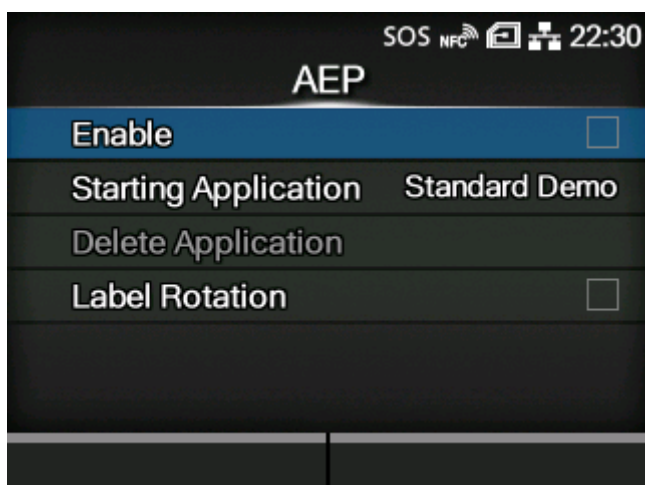 SOS NFC 22:30
AEP
Enable
Starting Application Standard Demo
Delete Application
Label Rotation